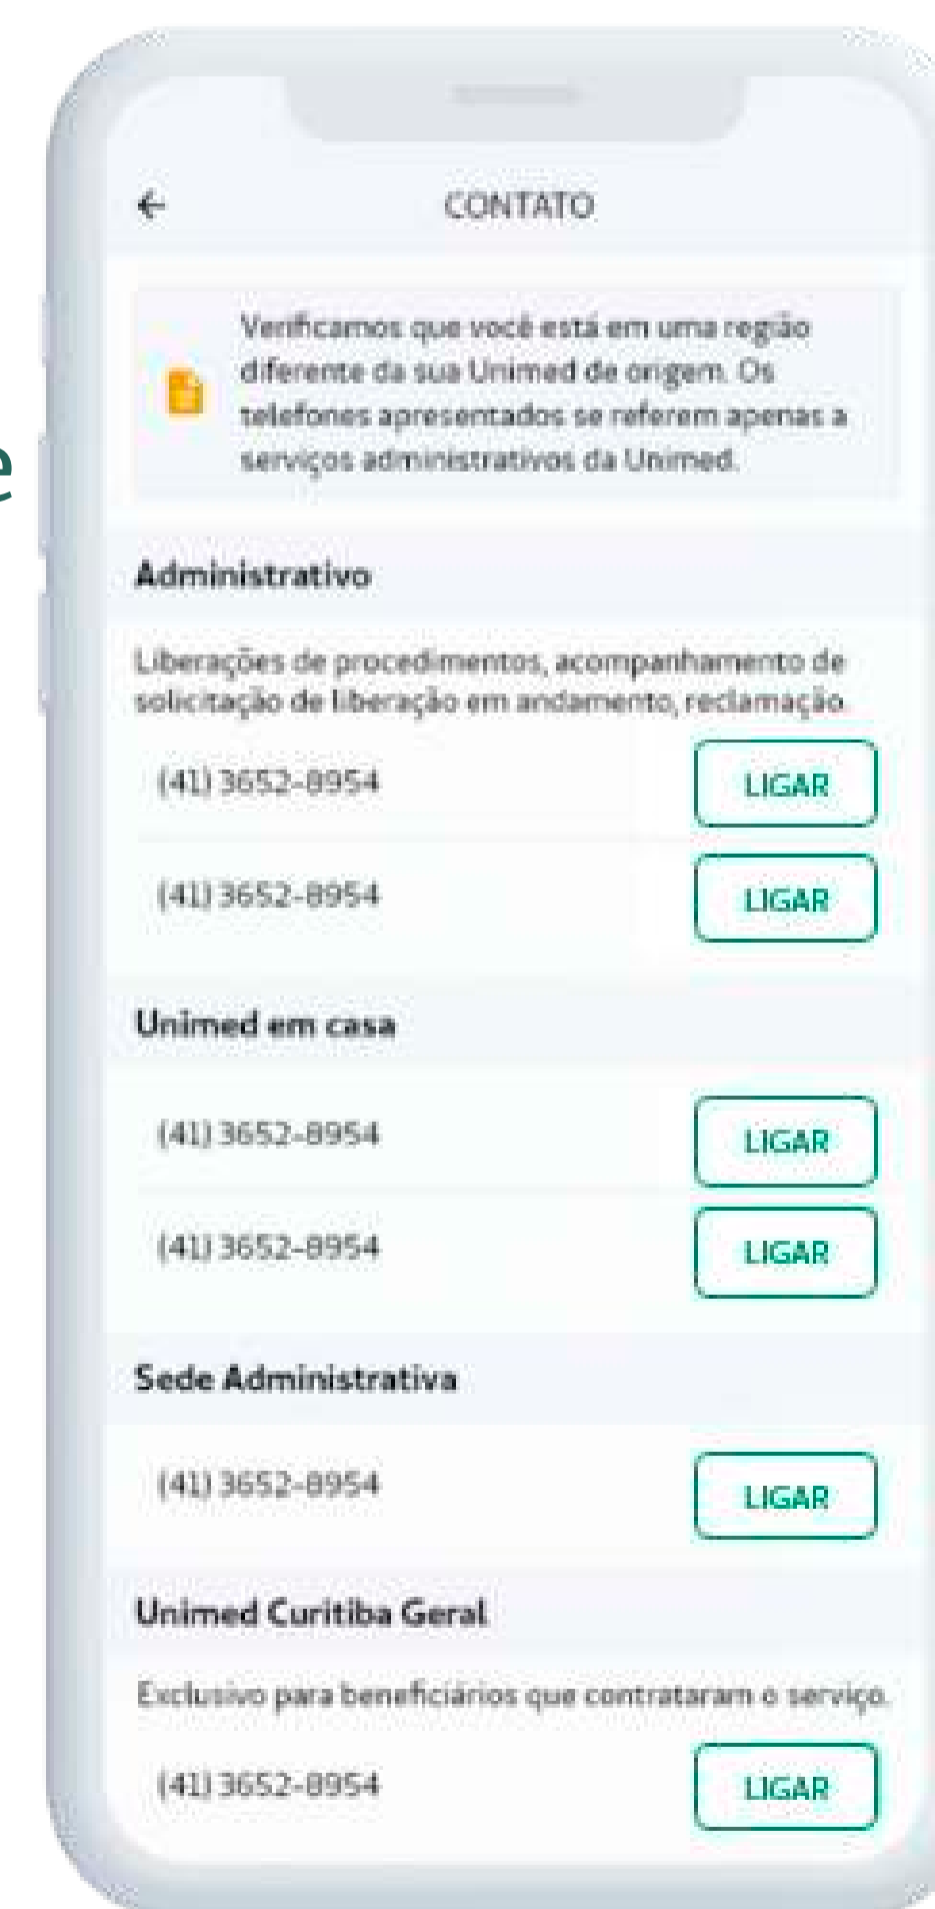 CONTATO
Verificamos que você está em uma região
diferente da sua Unimed de origem. Os
telefones apresentados se referem apenas a
serviços administrativos da Unimed.
e
Administrativo
Liberações de procedimentos, acompanhamento de
solicitação de liberação em andamento, reclamação.
(41) 3652-8954
LIGAR
(41) 3652-8954
LIGAR
Unimed em casa
(41) 3652-8954
LIGAR
(41) 3652-8954
LIGAR
Sede Administrativa
(41) 3652-8954
LIGAR
Unimed Curitiba Geral
Exclusivo para beneficiários que contrataram o serviço.
(41) 3652-8954
LIGAR